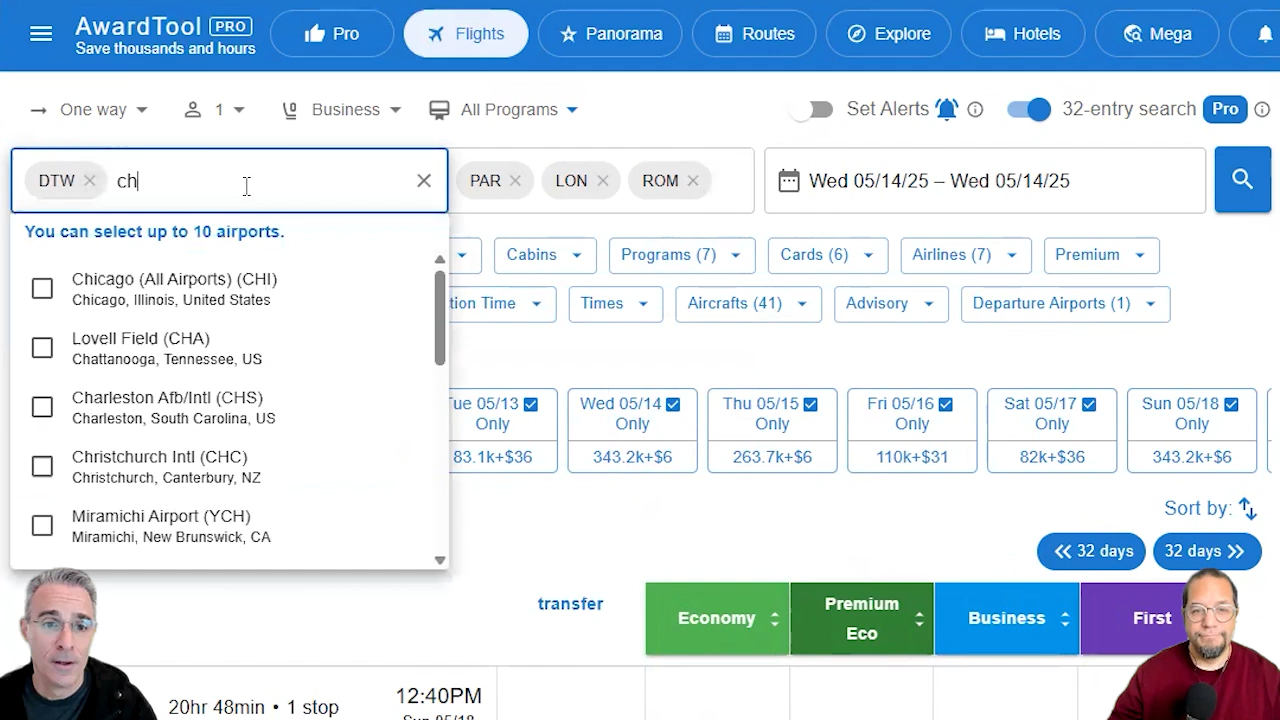 AwardTool PRO
Save thousands and hours
Pro
Flights
Panorama
Routes
Explore
Hotels
Mega
One way
1
Business
All Programs
Set Alerts
32-entry search Pro
DTW
ch
PAR
LON
ROM
Wed 05/14/25 – Wed 05/14/25
You can select up to 10 airports.
Chicago (All Airports) (CHI)
Chicago, Illinois, United States
Lovell Field (CHA)
Chattanooga, Tennessee, US
Charleston Afb/Intl (CHS)
Charleston, South Carolina, US
Christchurch Intl (CHC)
Christchurch, Canterbury, NZ
Miramichi Airport (YCH)
Miramichi, New Brunswick, CA
Cabins
Programs (7)
Cards (6)
Airlines (7)
Premium
tion Time
Times
Aircrafts (41)
Advisory
Departure Airports (1)
Tue 05/13
Only
83.1k+$36
Wed 05/14
Only
343.2k+$6
Thu 05/15
Only
263.7k+$6
Fri 05/16
Only
110k+$31
Sat 05/17
Only
82k+$36
Sun 05/18
Only
343.2k+$6
Sort by:
32 days
32 days
transfer
Economy
Premium
Eco
Business
First
20hr 48min • 1 stop
12:40PM
Sun 05/18